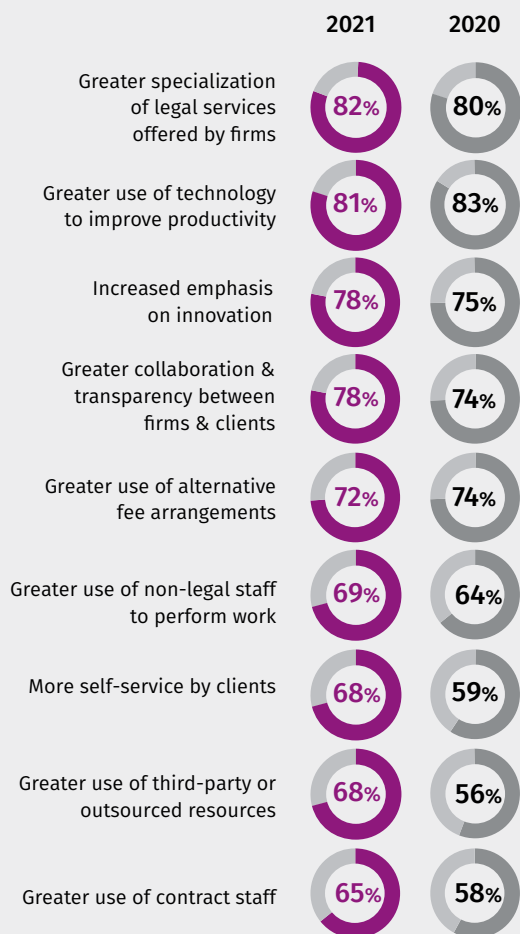 2021 2020
Greater specialization
of legal services
offered by firms
82% 80%
Greater use of technology
to improve productivity
81% 83%
Increased emphasis
on innovation
78% 75%
Greater collaboration &
transparency between
firms & clients
78% 74%
Greater use of alternative
fee arrangements
72% 74%
Greater use of non-legal staff
to perform work
69% 64%
More self-service by clients
68% 59%
Greater use of third-party or
outsourced resources
68% 56%
Greater use of contract staff
65% 58%